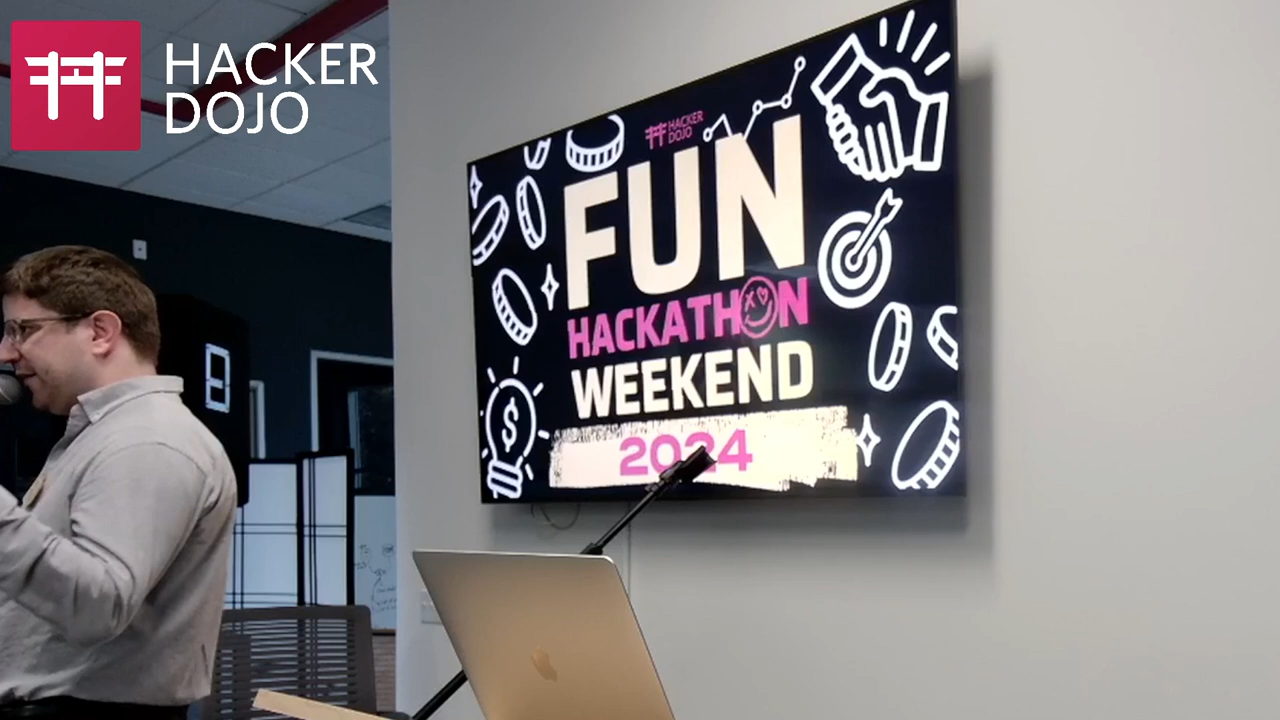 HACKER
DOJO
HACKER
DOJO
FUN
HACKATHON
WEEKEND
2024
$